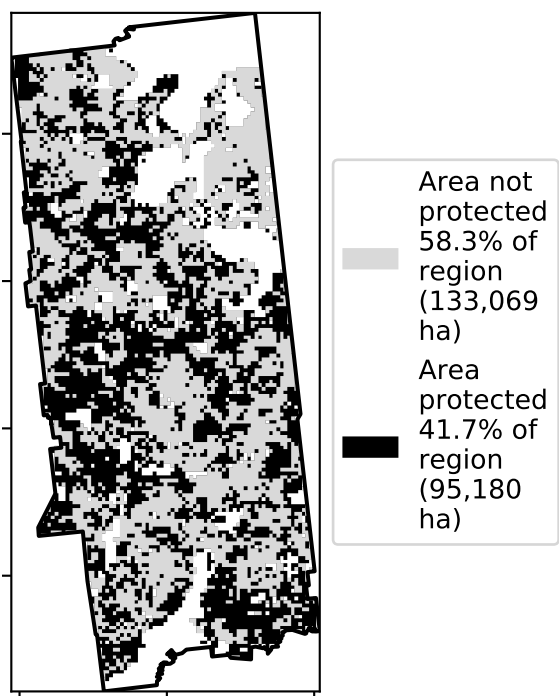 Area not
protected
58.3% of
region
(133,069
ha)
Area
protected
41.7% of
region
(95,180
ha)